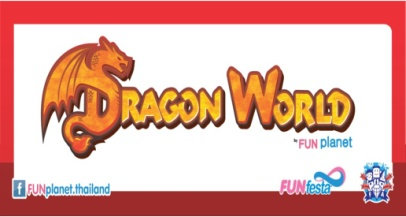 DRAGON WORLD
by FUN planet
f FUNplanet.thailand
FUNfesta